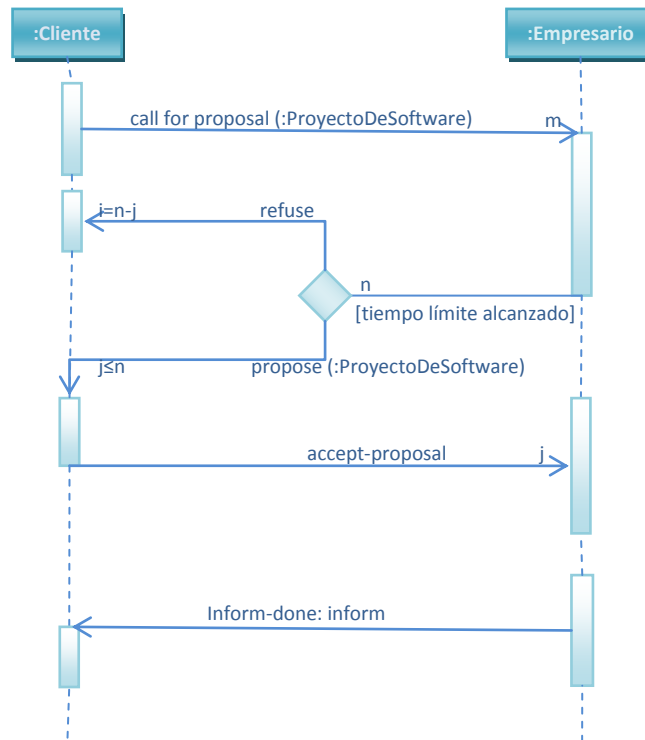 :Cliente
:Empresario
call for proposal (:ProyectoDeSoftware)
m
i=n-j
refuse
n
[tiempo límite alcanzado]
j≤n
propose (:ProyectoDeSoftware)
accept-proposal
j
Inform-done: inform